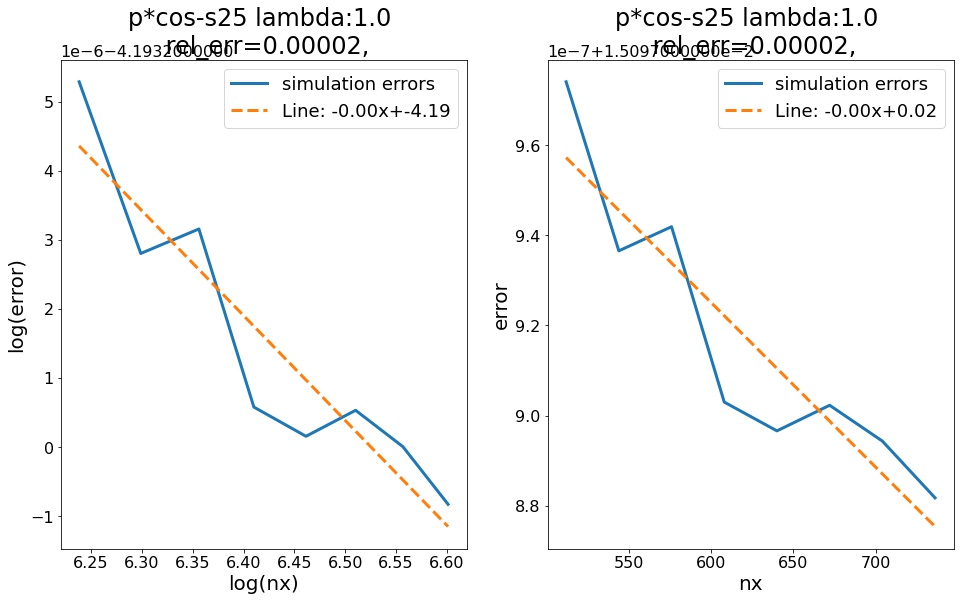 p*cos-s25 lambda:1.0
rel_err=0.00002,
1e−6−4.1932000000
simulation errors
Line: -0.00x+-4.19
5
4
3
2
1
0
−1
log(error)
6.25
6.30
6.35
6.40
6.45
6.50
6.55
6.60
log(nx)
p*cos-s25 lambda:1.0
rel_err=0.00002,
1e−7+1.5097000000e−2
simulation errors
Line: -0.00x+0.02
9.6
9.4
9.2
9.0
8.8
error
550
600
650
700
nx